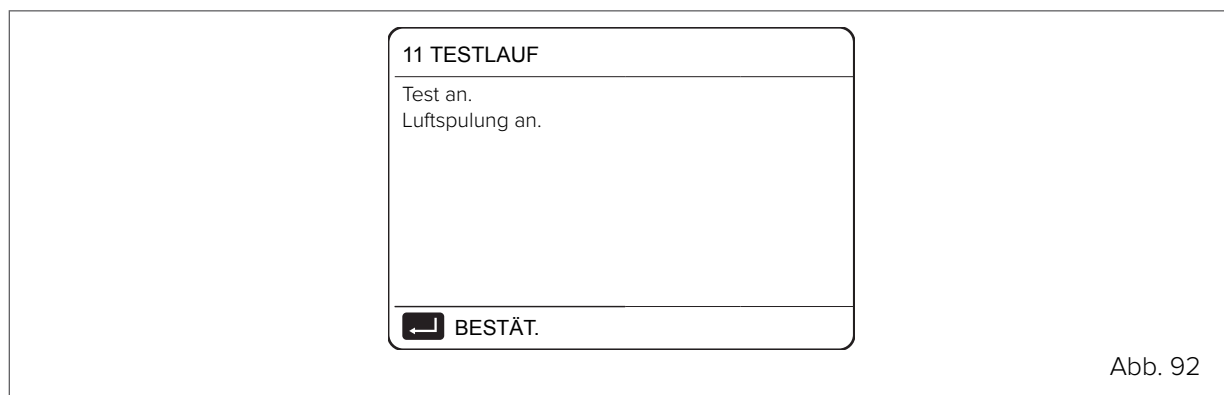 11 TESTLAUF
Test an.
Luftspulung an.
BESTÄT.
Abb. 92